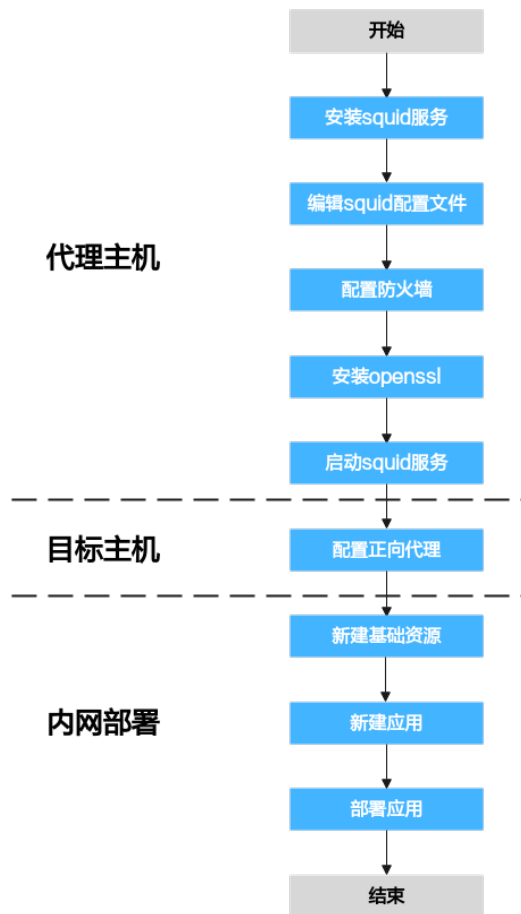 开始
安装squid服务
编辑squid配置文件
代理主机
配置防火墙
安装openssl
启动squid服务
目标主机
配置正向代理
新建基础资源
内网部署
新建应用
部署应用
结束